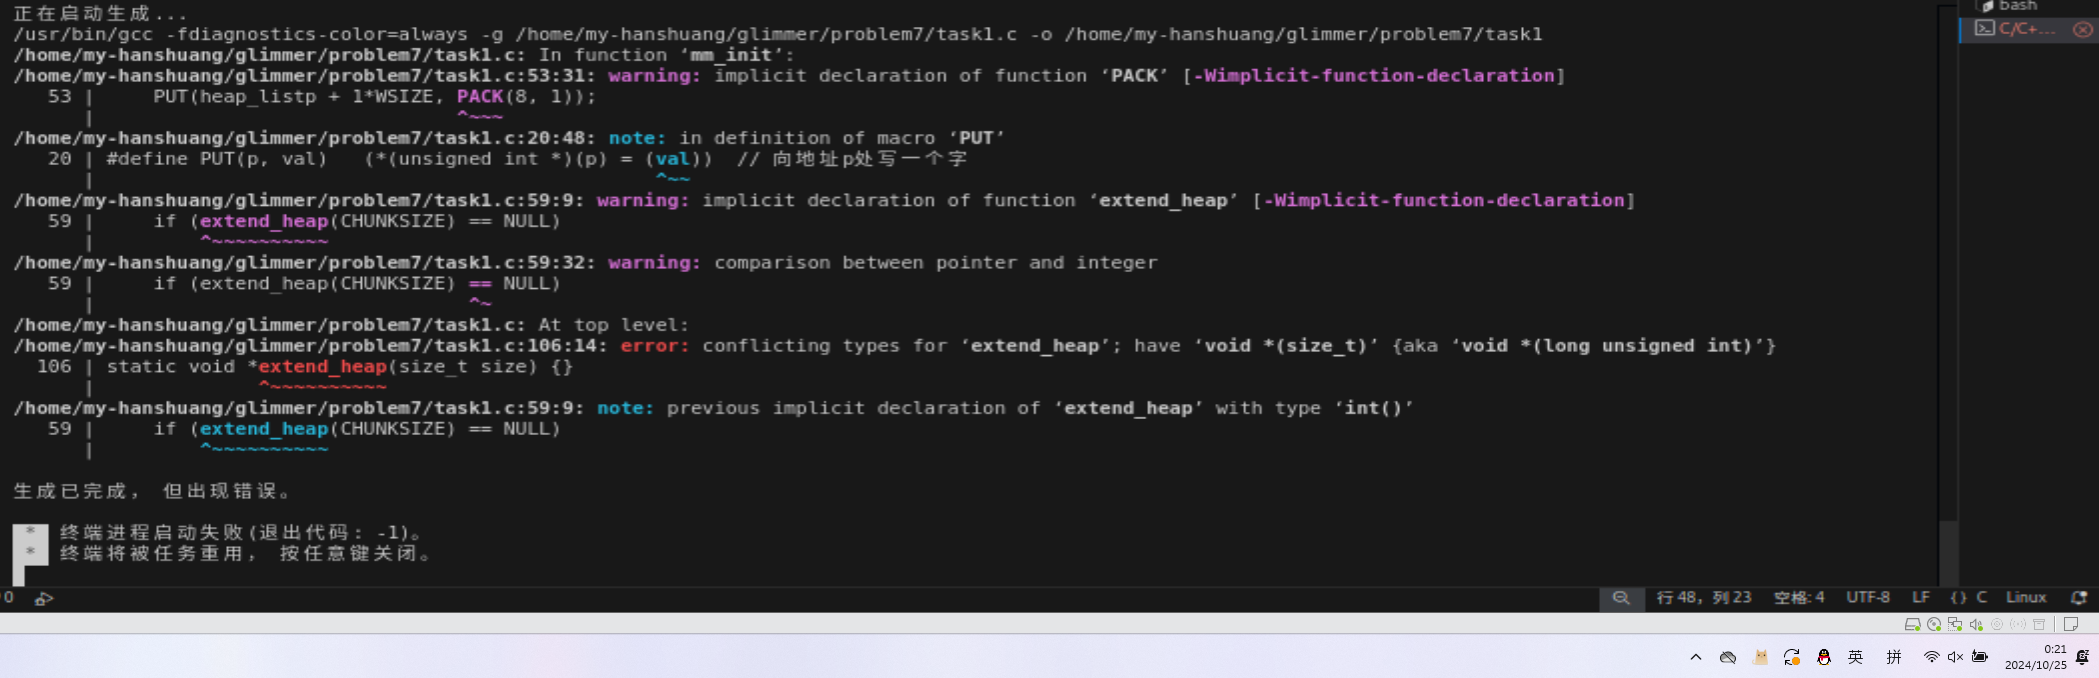 正在启动生成...
bash
/usr/bin/gcc -fdiagnostics-color=always -g /home/my-hanshuang/glimmer/problem7/task1.c -o /home/my-hanshuang/glimmer/problem7/task1
C/C+...
/home/my-hanshuang/glimmer/problem7/task1.c: In function ‘mm_init’:
/home/my-hanshuang/glimmer/problem7/task1.c:53:31: warning: implicit declaration of function ‘PACK’ [-Wimplicit-function-declaration]
53 |     PUT(heap_listp + 1*WSIZE, PACK(8, 1));
|                               ^~~~
/home/my-hanshuang/glimmer/problem7/task1.c:20:48: note: in definition of macro ‘PUT’
20 | #define PUT(p, val)   (*(unsigned int *)(p) = (val))  // 向地址p处写一个字
|                                                ^~~
/home/my-hanshuang/glimmer/problem7/task1.c:59:9: warning: implicit declaration of function ‘extend_heap’ [-Wimplicit-function-declaration]
59 |     if (extend_heap(CHUNKSIZE) == NULL)
|         ^~~~~~~~~~~
/home/my-hanshuang/glimmer/problem7/task1.c:59:32: warning: comparison between pointer and integer
59 |     if (extend_heap(CHUNKSIZE) == NULL)
|                                ^~
/home/my-hanshuang/glimmer/problem7/task1.c: At top level:
/home/my-hanshuang/glimmer/problem7/task1.c:106:14: error: conflicting types for ‘extend_heap’; have ‘void *(size_t)’ {aka ‘void *(long unsigned int)’}
106 | static void *extend_heap(size_t size) {}
|              ^~~~~~~~~~~
/home/my-hanshuang/glimmer/problem7/task1.c:59:9: note: previous implicit declaration of ‘extend_heap’ with type ‘int()’
59 |     if (extend_heap(CHUNKSIZE) == NULL)
|         ^~~~~~~~~~~
生成已完成，但出现错误。
* 终端进程启动失败(退出代码: -1)。
* 终端将被任务重用，按任意键关闭。
0
行 48，列 23 空格: 4 UTF-8 LF {} C Linux
英 拼
0:21
2024/10/25